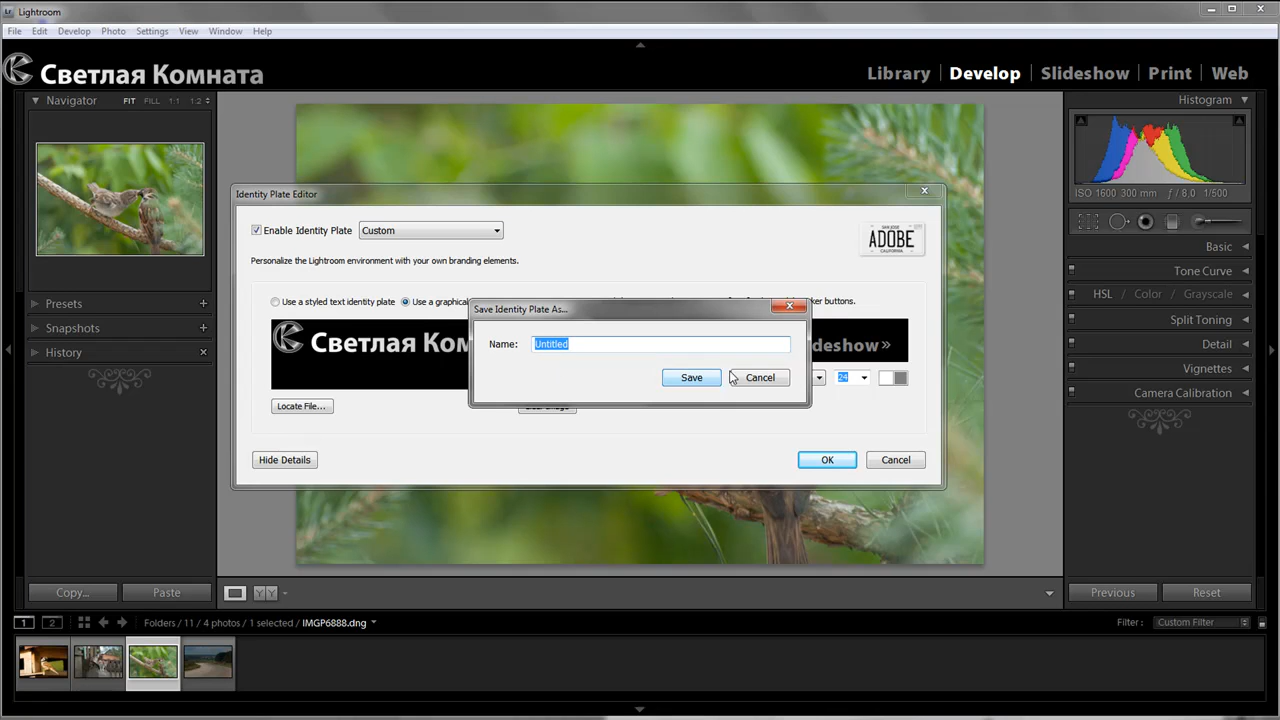 Lr Lightroom
File Edit Develop Photo Settings View Window Help
Светлая Комната
Library Develop Slideshow Print Web
Navigator FIT FILL 1:1 1:2
Histogram
ISO 1600 300 mm f / 8,0 1/500
Identity Plate Editor
Enable Identity Plate Custom
ADOBE
Personalize the Lightroom environment with your own branding elements.
Use a styled text identity plate Use a graphical ker buttons.
Save Identity Plate As...
Name: Untitled
Save Cancel
Светлая Ком
deshow
24
Locate File...
Hide Details OK Cancel
Basic
Tone Curve
HSL / Color / Grayscale
Split Toning
Detail
Vignettes
Camera Calibration
Presets
Snapshots
History
Copy... Paste
YY
Previous Reset
1 2 Folders / 11 / 4 photos / 1 selected / IMGP6888.dng
Filter : Custom Filter